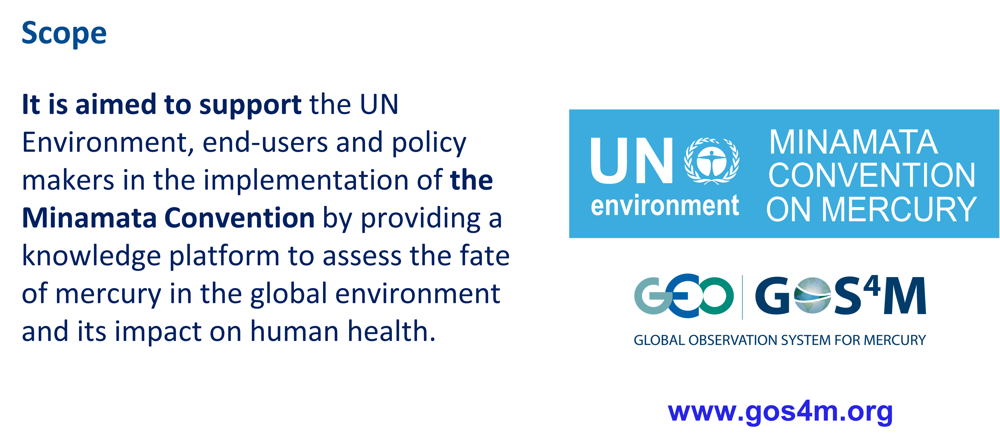 Scope
It is aimed to support the UN
Environment, end-users and policy
makers in the implementation of the
Minamata Convention by providing a
knowledge platform to assess the fate
of mercury in the global environment
and its impact on human health.
UN
environment
MINAMATA
CONVENTION
ON MERCURY
GEO GOS⁴M
GLOBAL OBSERVATION SYSTEM FOR MERCURY
www.gos4m.org